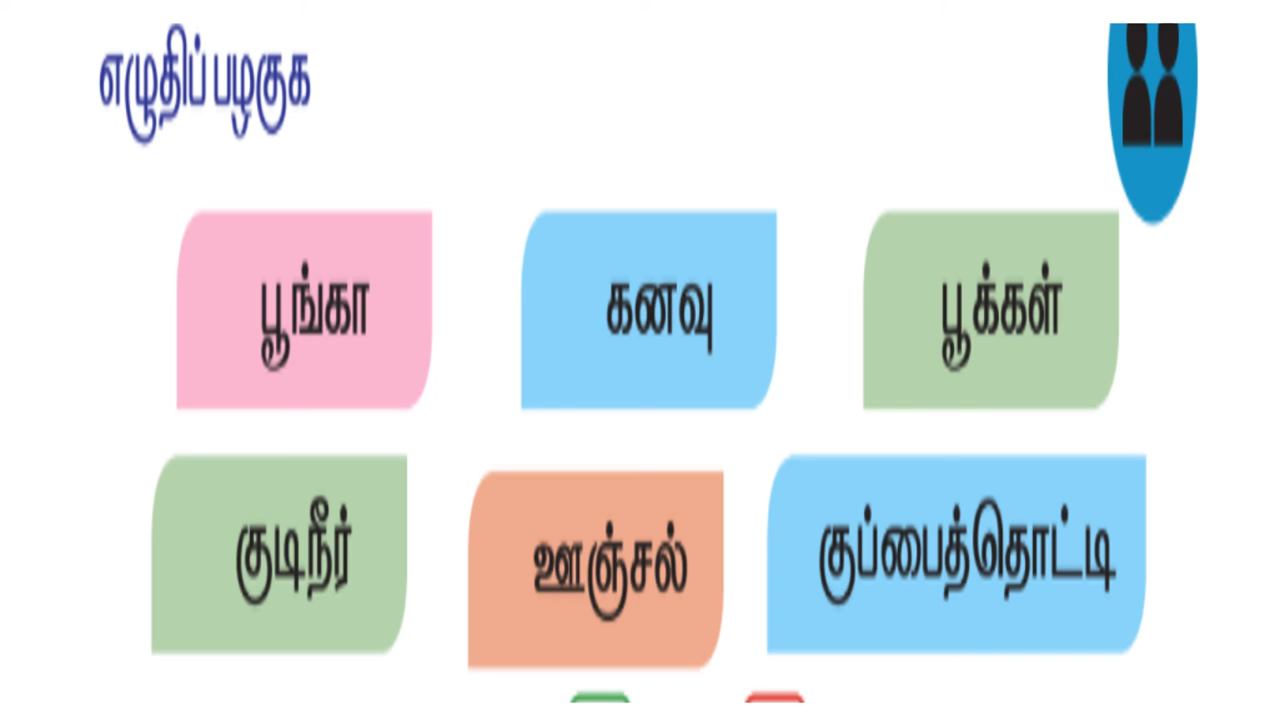 எழுதிப் பழகுக
பூங்கா கனவு பூக்கள்
குடிநீர் ஊஞ்சல் குப்பைத்தொட்டி